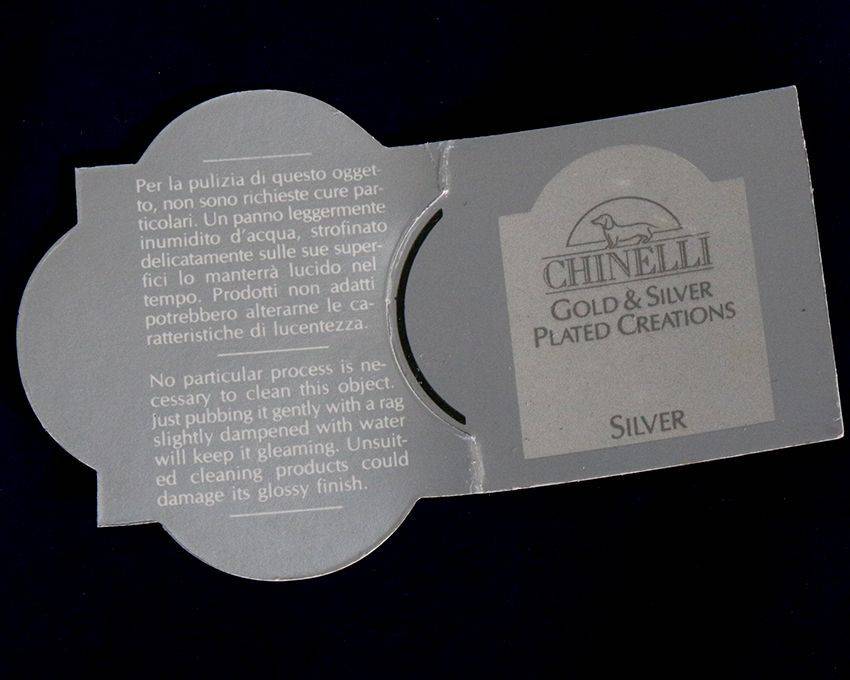 Per la pulizia di questo ogget-
to, non sono richieste cure par-
ticolari. Un panno leggermente
inumidito d'acqua, strofinato
delicatamente sulle sue super-
fici lo manterrà lucido nel
tempo. Prodotti non adatti
potrebbero alterarne le ca-
ratteristiche di lucentezza.
No particular process is ne-
cessary to clean this object.
Just pubbing it gently with a rag
slightly dampened with water
will keep it gleaming. Unsuit-
ed cleaning products could
damage its glossy finish.
CHINELLI
GOLD & SILVER
PLATED CREATIONS
SILVER